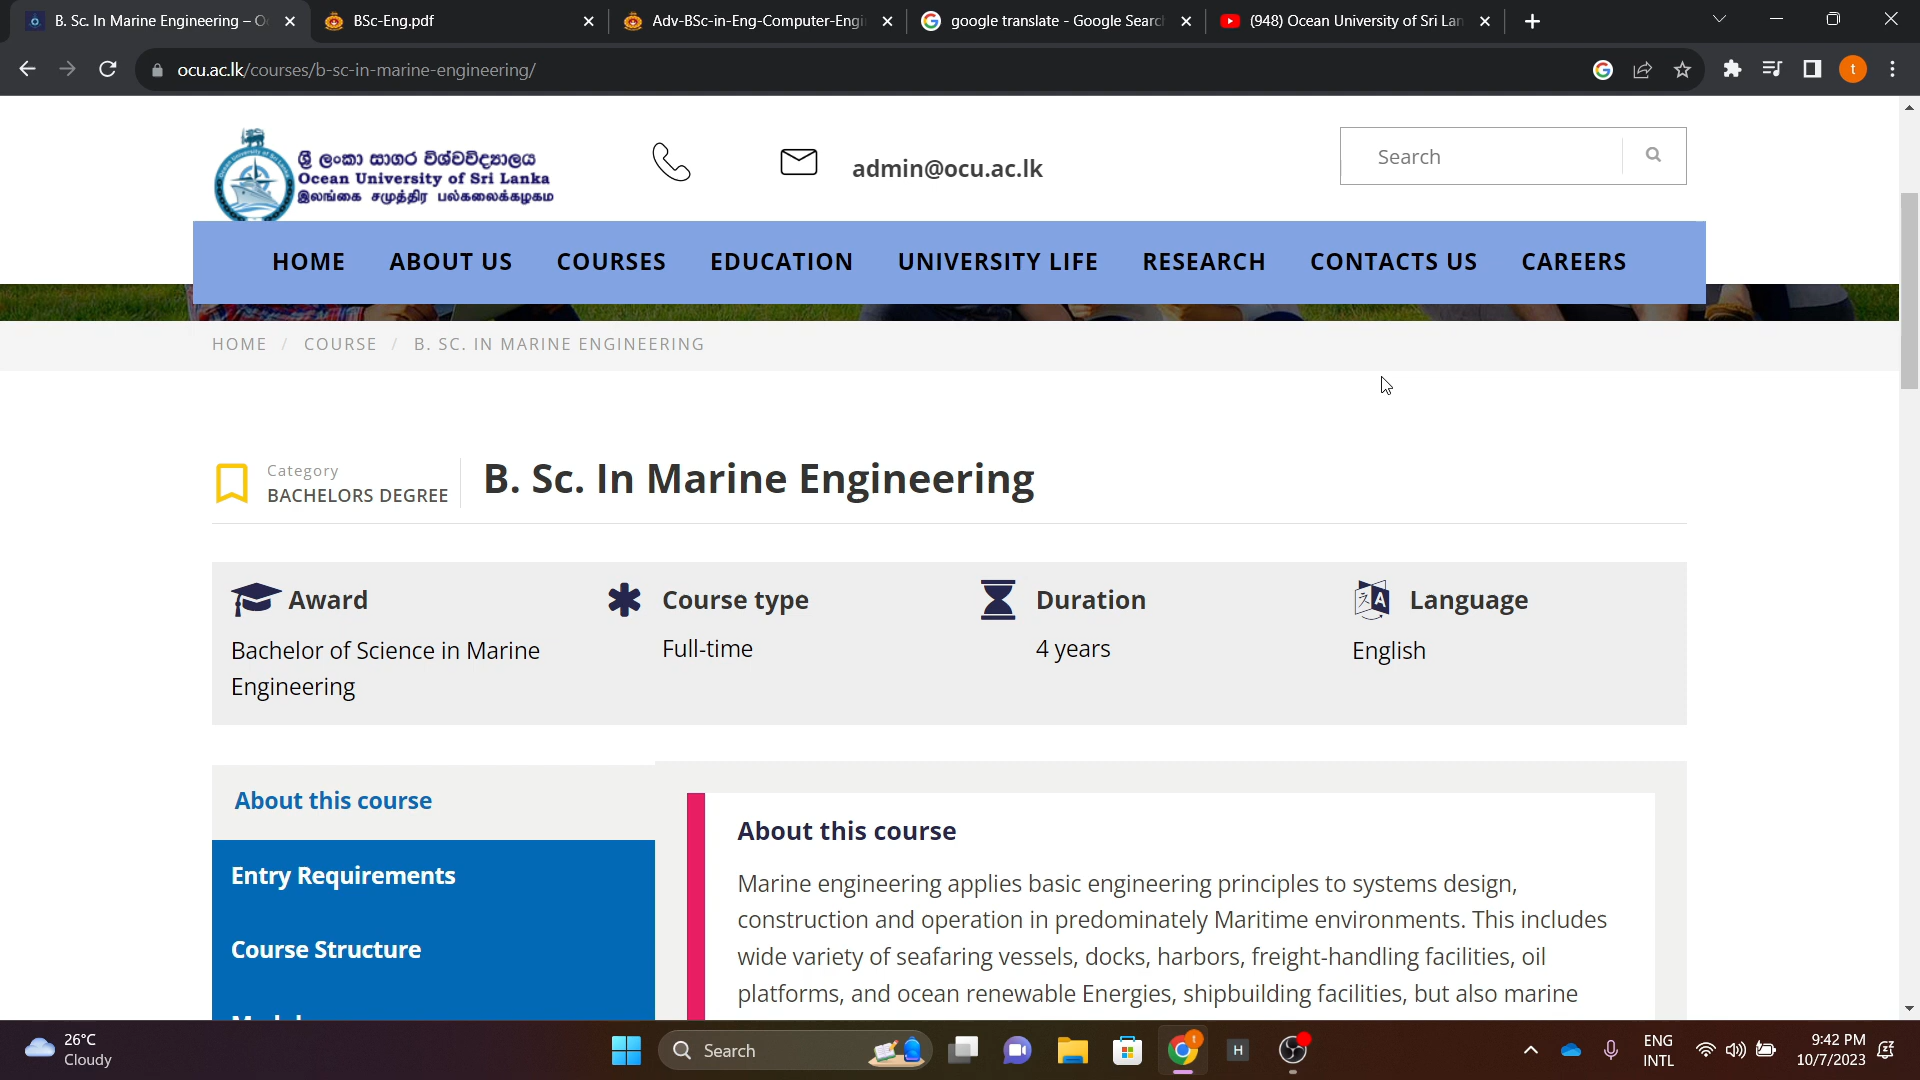 B. Sc. In Marine Engineering – O
BSc-Eng.pdf
Adv-BSc-in-Eng-Computer-Engi
google translate - Google Searc
(948) Ocean University of Sri Lan
ocu.ac.lk/courses/b-sc-in-marine-engineering/
t
ශ්‍රී ලංකා සාගර විශ්වවිද්‍යාලය
Ocean University of Sri Lanka
இலங்கை சமுத்திர பல்கலைக்கழகம்
admin@ocu.ac.lk
Search
HOME ABOUT US COURSES EDUCATION UNIVERSITY LIFE RESEARCH CONTACTS US CAREERS
HOME / COURSE / B. SC. IN MARINE ENGINEERING
Category
BACHELORS DEGREE
B. Sc. In Marine Engineering
Award
Bachelor of Science in Marine
Engineering
Course type
Full-time
Duration
4 years
Language
English
About this course
Entry Requirements
Course Structure
About this course
Marine engineering applies basic engineering principles to systems design,
construction and operation in predominately Maritime environments. This includes
wide variety of seafaring vessels, docks, harbors, freight-handling facilities, oil
platforms, and ocean renewable Energies, shipbuilding facilities, but also marine
26°C
Cloudy
Search
t
H
ENG
INTL
9:42 PM
10/7/2023